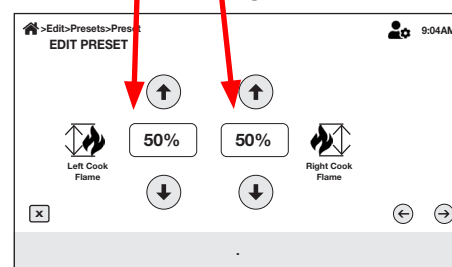 >Edit>Presets>Preset
9:04AM
EDIT PRESET
50%
50%
Left Cook
Flame
Right Cook
Flame
x
.